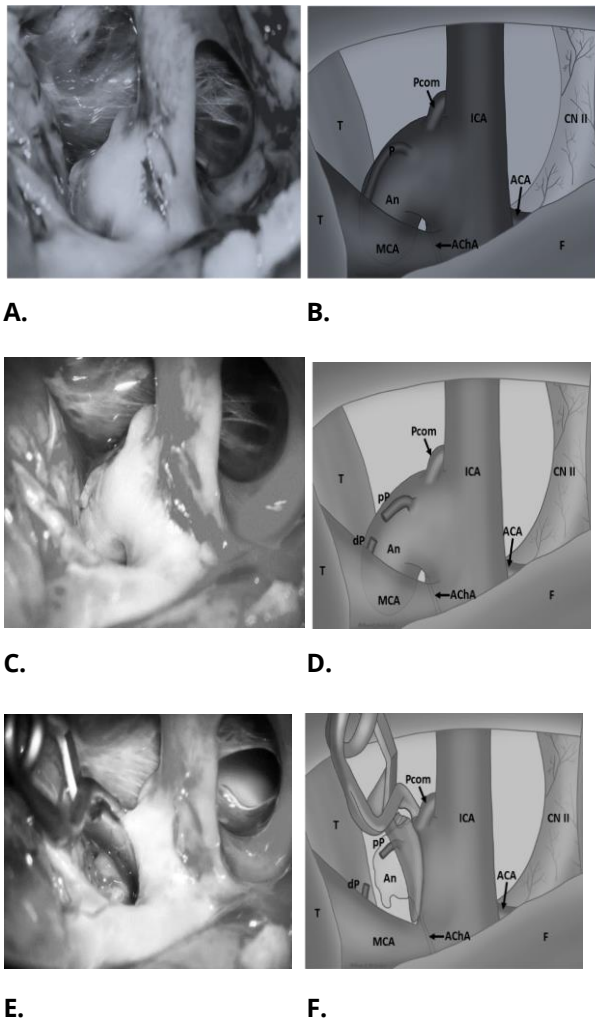 Pcom
T
ICA
CN II
P
ACA
An
T
MCA
AChA
F
A.
B.
Pcom
T
ICA
CN II
pP
dP
An
ACA
T
MCA
AChA
F
C.
D.
Pcom
T
ICA
CN II
pP
An
dP
ACA
T
MCA
AChA
F
E.
F.